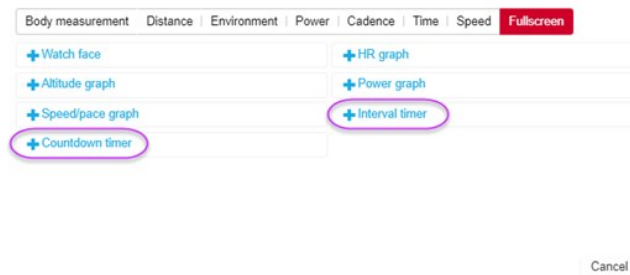 Body measurement Distance Environment Power Cadence Time Speed Fullscreen
Watch face HR graph
Altitude graph Power graph
Speed/pace graph Interval timer
Countdown timer
Cancel